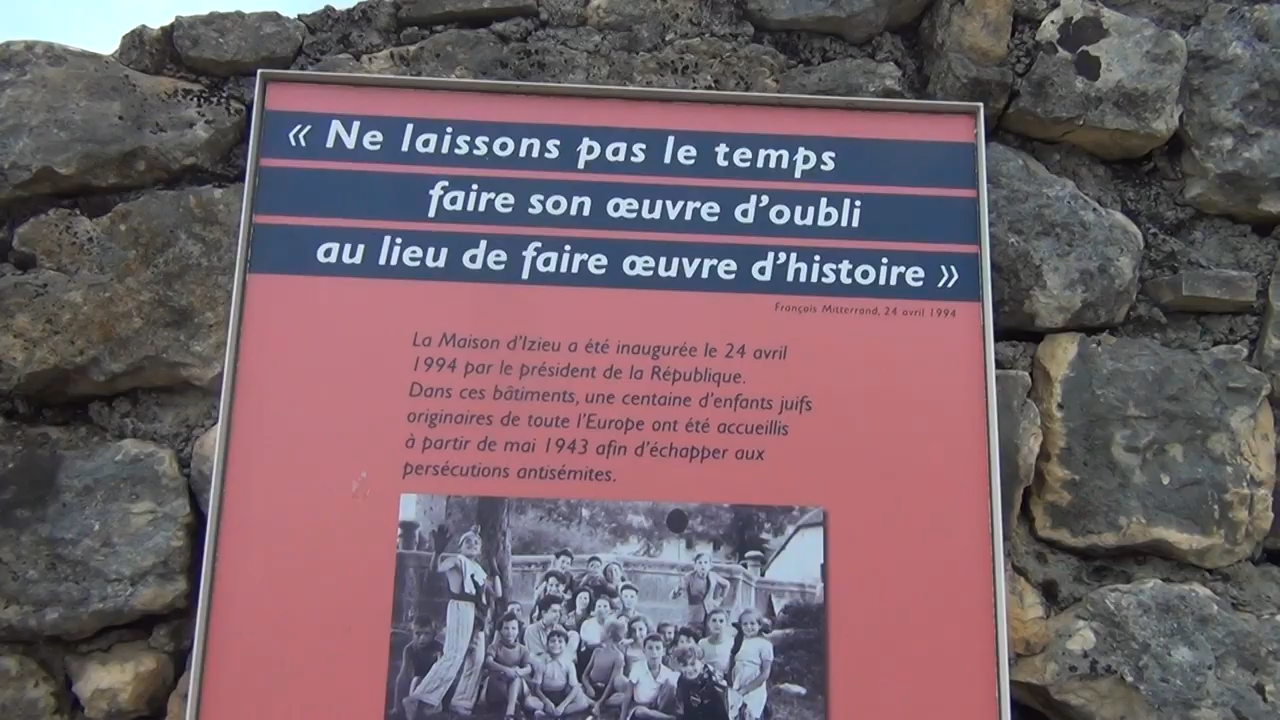 « Ne laissons pas le temps
faire son œuvre d'oubli
au lieu de faire œuvre d'histoire »
François Mitterrand, 24 avril 1994
La Maison d'Izieu a été inaugurée le 24 avril
1994 par le président de la République.
Dans ces bâtiments, une centaine d'enfants juifs
originaires de toute l'Europe ont été accueillis
à partir de mai 1943 afin d'échapper aux
persécutions antisémites.